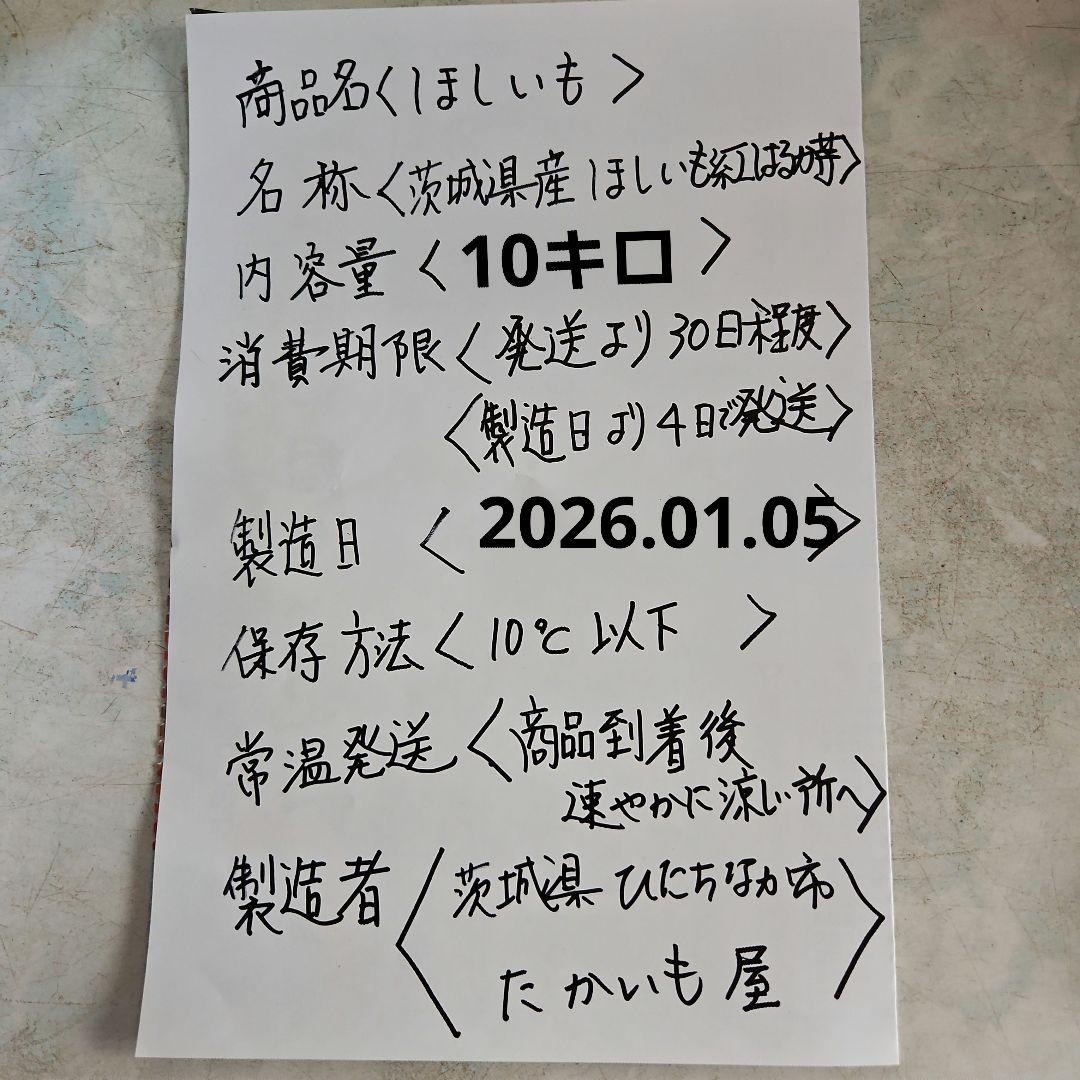 商品名〈ほしいも〉
名称〈茨城県産ほしいも紅はるか芋〉
内容量〈10キロ〉
消費期限〈発送より30日程度〉
〈製造日より4日で発送〉
製造日〈2026.01.05〉
保存方法〈10℃以下〉
常温発送〈商品到着後
速やかに涼しい所へ〉
製造者〈茨城県ひたちなか市
たかいも屋〉